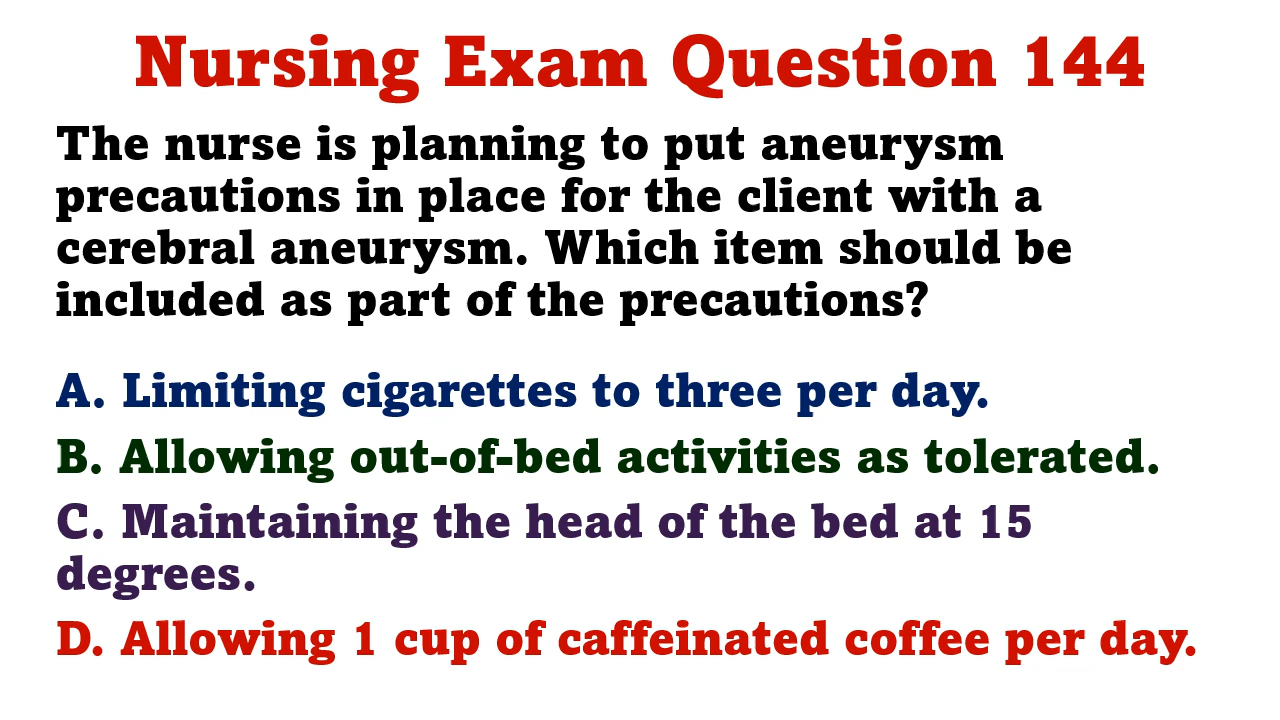 Nursing Exam Question 144
The nurse is planning to put aneurysm
precautions in place for the client with a
cerebral aneurysm. Which item should be
included as part of the precautions?
A. Limiting cigarettes to three per day.
B. Allowing out-of-bed activities as tolerated.
C. Maintaining the head of the bed at 15
degrees.
D. Allowing 1 cup of caffeinated coffee per day.